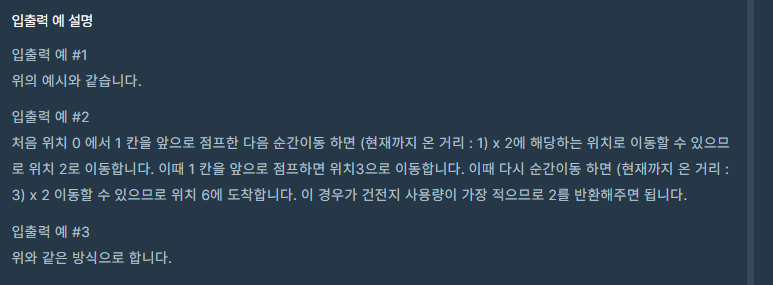 입출력 예 설명
입출력 예 #1
위의 예시와 같습니다.
입출력 예 #2
처음 위치 0 에서 1 칸을 앞으로 점프한 다음 순간이동 하면 (현재까지 온 거리 : 1) x 2에 해당하는 위치로 이동할 수 있으므
로 위치 2로 이동합니다. 이때 1 칸을 앞으로 점프하면 위치3으로 이동합니다. 이때 다시 순간이동 하면 (현재까지 온 거리 :
3) x 2 이동할 수 있으므로 위치 6에 도착합니다. 이 경우가 건전지 사용량이 가장 적으므로 2를 반환해주면 됩니다.
입출력 예 #3
위와 같은 방식으로 합니다.